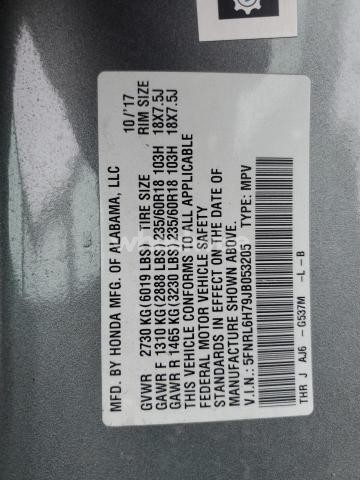 MFD. BY HONDA MFG. OF ALABAMA, LLC 10/'17
GVWR 2730 KG (6019 LBS) TIRE SIZE RIM SIZE
GAWR F 1310 KG (2888 LBS) 235/60R18 103H 18X7.5J
GAWR R 1465 KG (3230 LBS) 235/60R18 103H 18X7.5J
THIS VEHICLE CONFORMS TO ALL APPLICABLE
FEDERAL MOTOR VEHICLE SAFETY
STANDARDS IN EFFECT ON THE DATE OF
MANUFACTURE SHOWN ABOVE.
V.I.N.: 5FNRL6H79JB053205 TYPE: MPV
THR J AJ6 - G537M -L -B